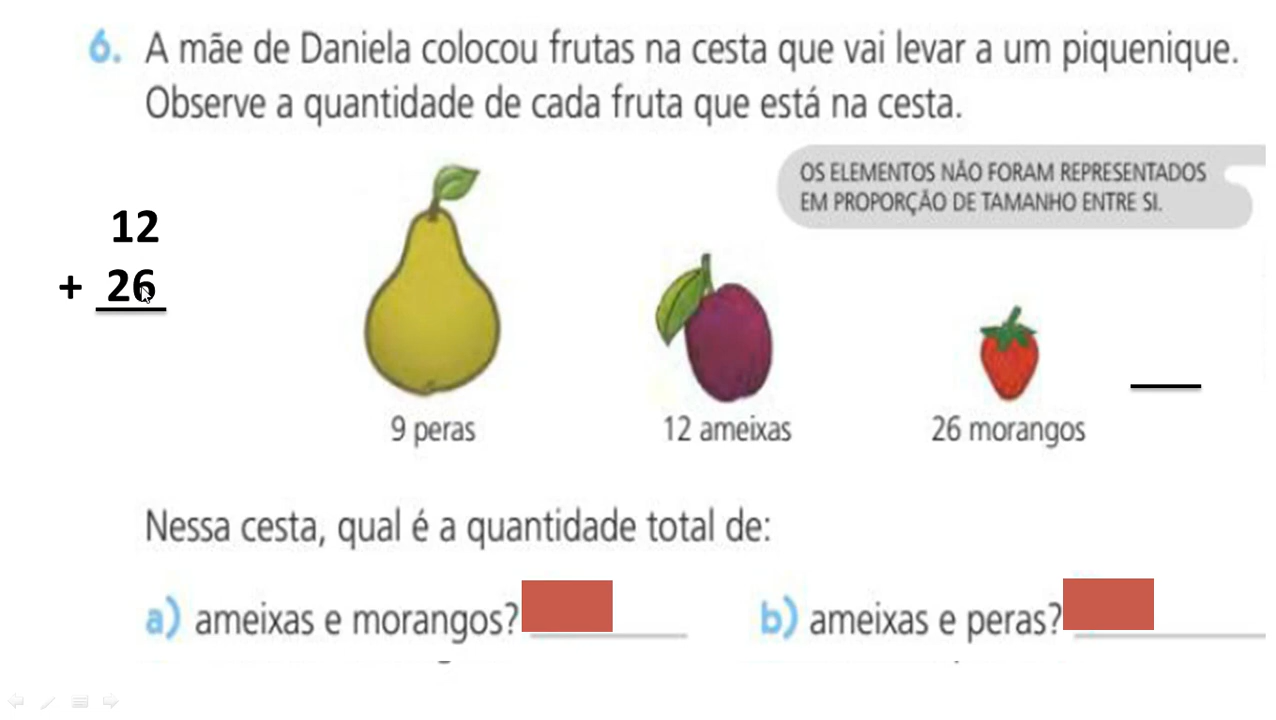 6. A mãe de Daniela colocou frutas na cesta que vai levar a um piquenique.
Observe a quantidade de cada fruta que está na cesta.
OS ELEMENTOS NÃO FORAM REPRESENTADOS
EM PROPORÇÃO DE TAMANHO ENTRE SI.
12
+ 26
9 peras
12 ameixas
26 morangos
Nessa cesta, qual é a quantidade total de:
a) ameixas e morangos?
b) ameixas e peras?